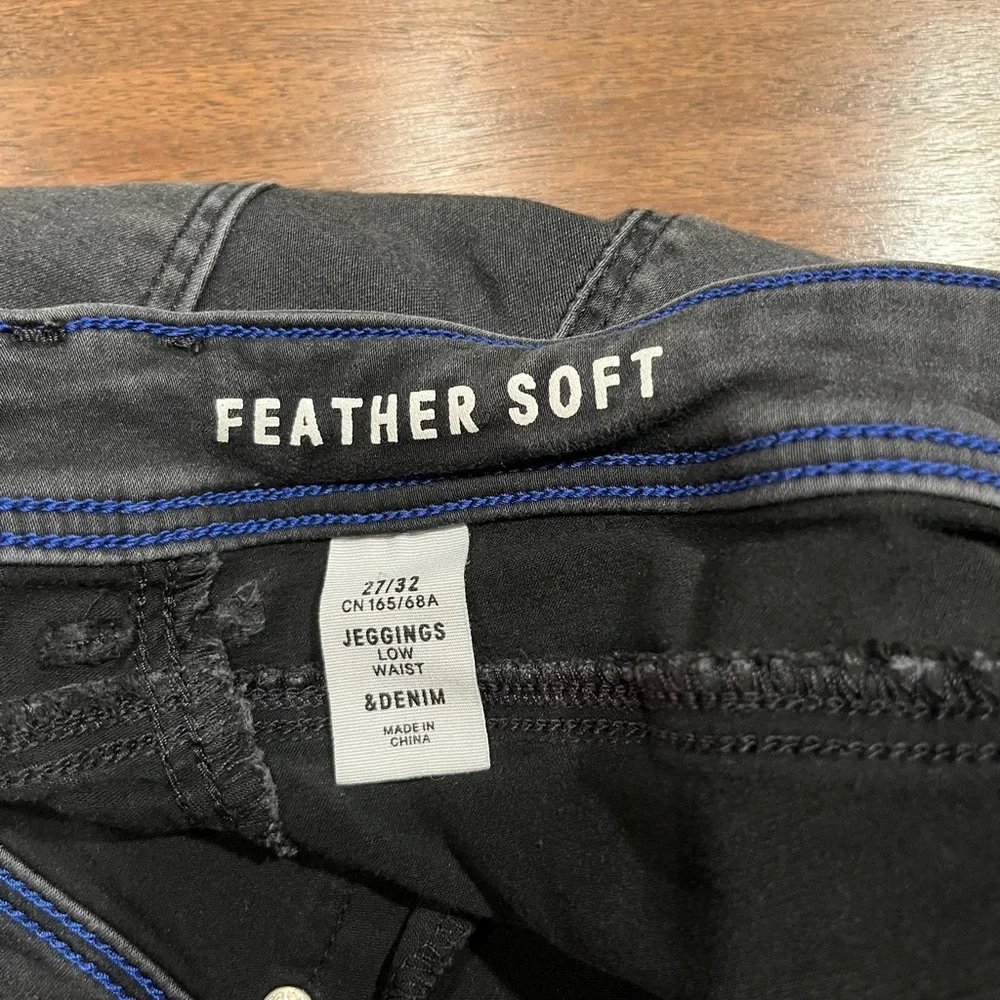 FEATHER SOFT
27/32
CN 165/68A
JEGGINGS
LOW
WAIST
&DENIM
MADE IN
CHINA